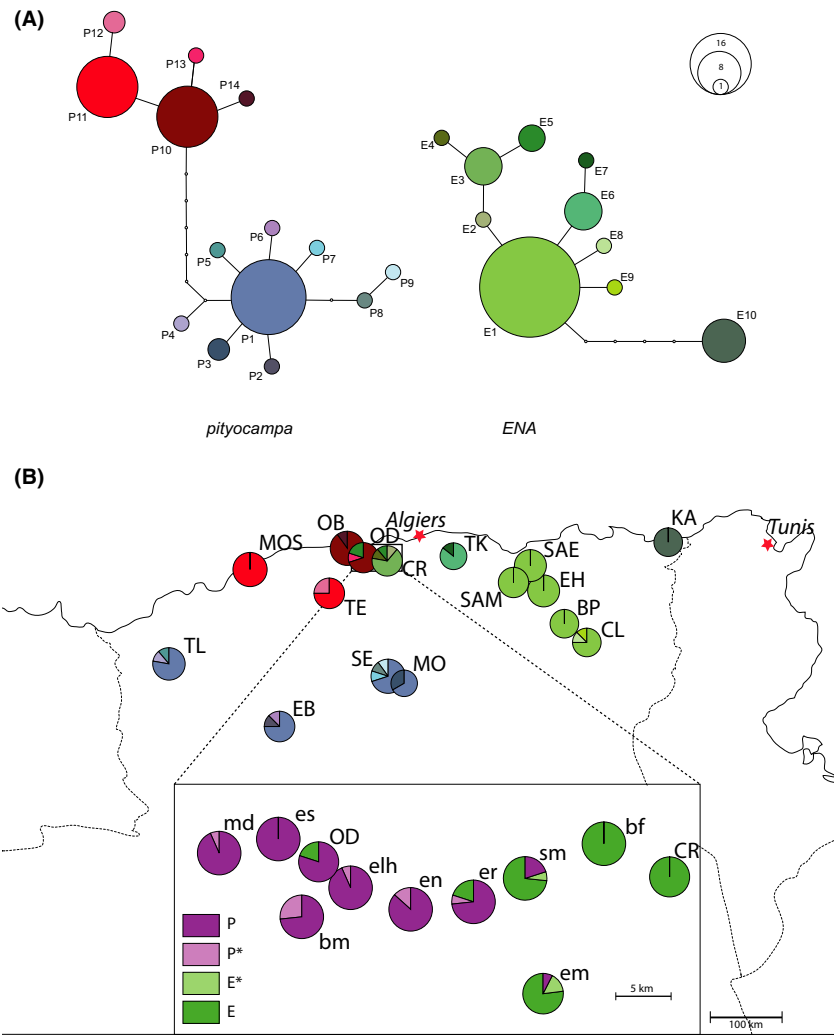 (A)
P12
P13
P14
P11
P10
P6
P7
P5
P9
P8
P4
P1
P3
P2
pityocampa
16
8
1
E5
E4
E7
E3
E6
E2
E8
E9
E1
E10
ENA
(B)
OB
OD
Algiers
KA
Tunis
MOS
TK
SAE
CR
TE
SAM
EH
BP
CL
TL
SE
MO
EB
md
es
OD
elh
bm
en
er
sm
bf
CR
em
P
P*
E*
E
5 km
100 km